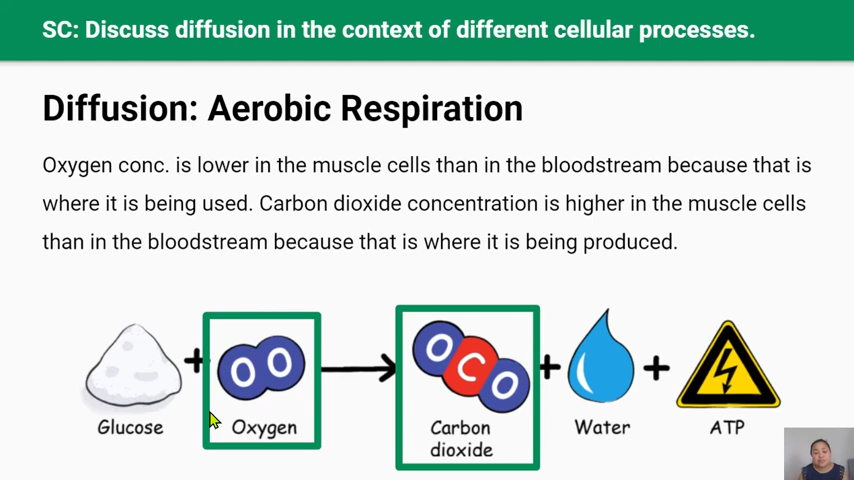 SC: Discuss diffusion in the context of different cellular processes.
Diffusion: Aerobic Respiration
Oxygen conc. is lower in the muscle cells than in the bloodstream because that is
where it is being used. Carbon dioxide concentration is higher in the muscle cells
than in the bloodstream because that is where it is being produced.
+ O O → O C O + +
Glucose Oxygen Carbon dioxide Water ATP